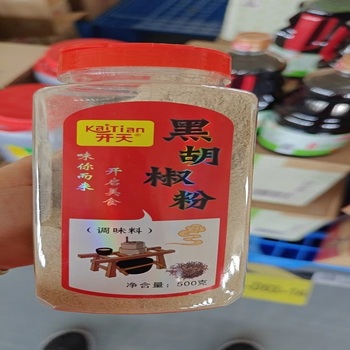 KaiTian
开天
黑胡椒粉
味你而来
开启美食
（调味料）
净含量：500克